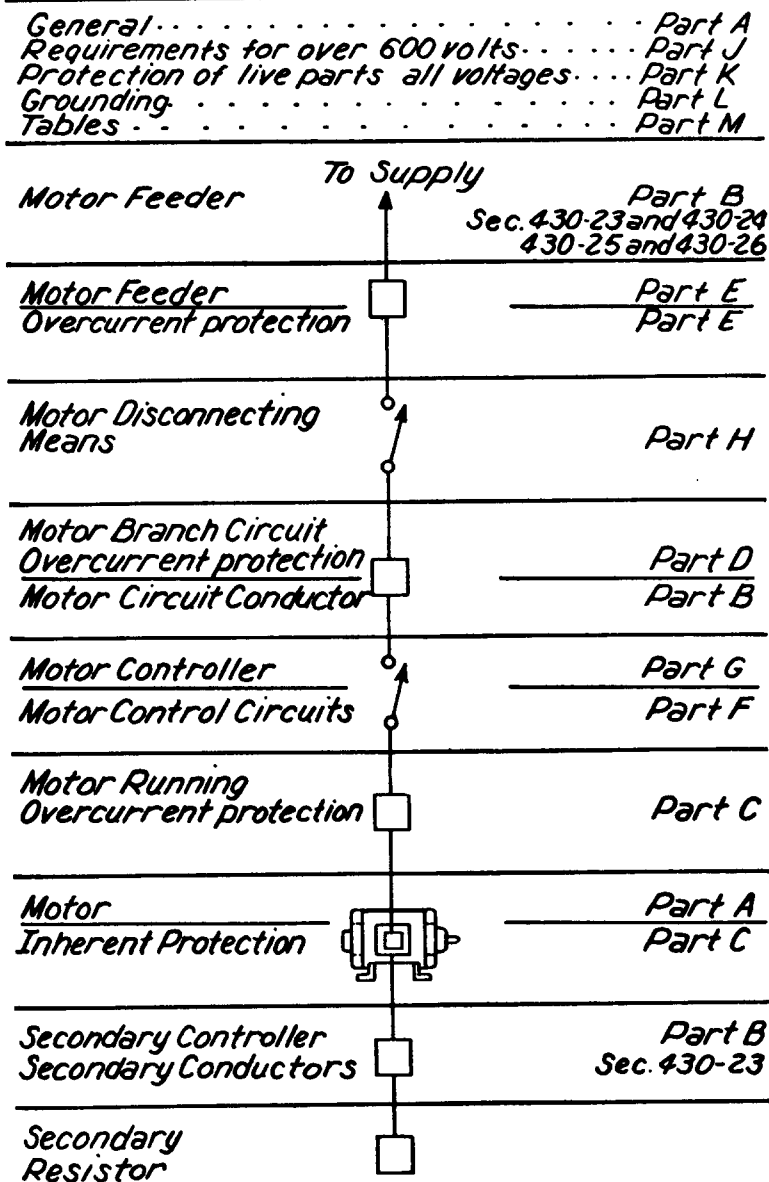 General · · · · · · · · · · · · · · · Part A
Requirements for over 600 volts · · · · · · Part J
Protection of live parts all voltages · · · · Part K
Grounding · · · · · · · · · · · · · · Part L
Tables · · · · · · · · · · · · · · · Part M
To Supply
Motor Feeder Part B
Sec. 430-23 and 430-24
430-25 and 430-26
Motor Feeder Part E
Overcurrent protection Part E
Motor Disconnecting
Means Part H
Motor Branch Circuit
Overcurrent protection Part D
Motor Circuit Conductor Part B
Motor Controller Part G
Motor Control Circuits Part F
Motor Running
Overcurrent protection Part C
Motor Part A
Inherent Protection Part C
Secondary Controller Part B
Secondary Conductors Sec. 430-23
Secondary
Resistor